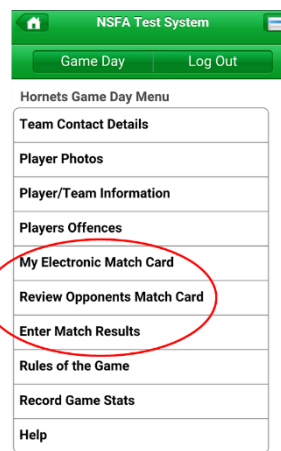 NSFA Test System
Game Day Log Out
Hornets Game Day Menu
Team Contact Details
Player Photos
Player/Team Information
Players Offences
My Electronic Match Card
Review Opponents Match Card
Enter Match Results
Rules of the Game
Record Game Stats
Help